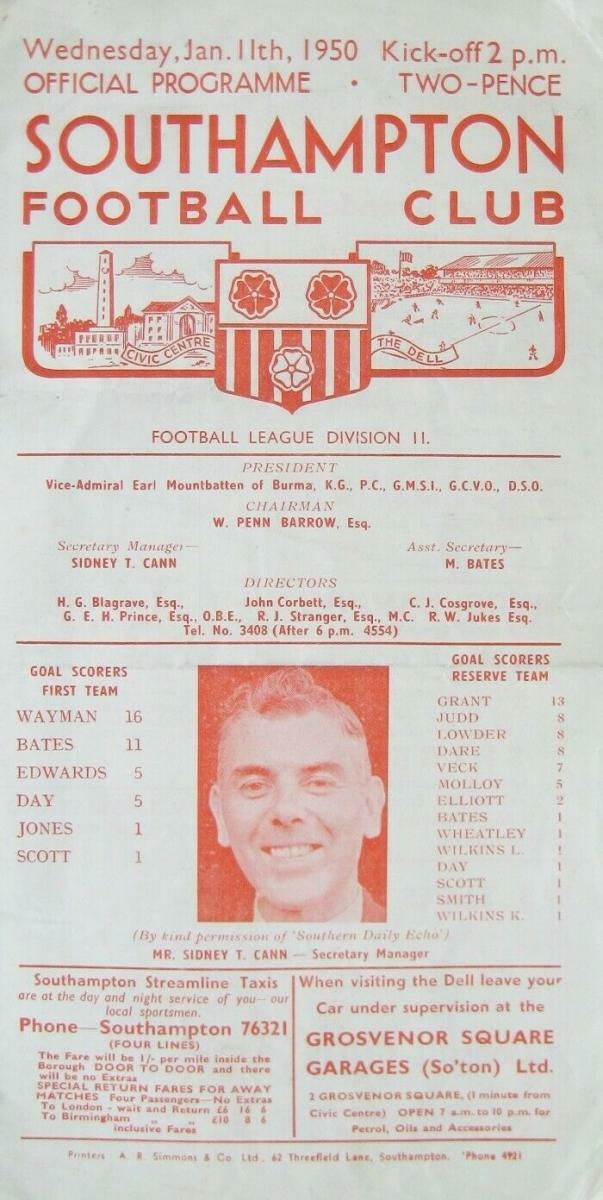 Wednesday, Jan. 11th, 1950 Kick-off 2 p.m.
OFFICIAL PROGRAMME • TWO-PENCE
SOUTHAMPTON
FOOTBALL CLUB
CIVIC CENTRE
THE DELL
FOOTBALL LEAGUE DIVISION II.
PRESIDENT
Vice-Admiral Earl Mountbatten of Burma, K.G., P.C., G.M.S.I., G.C.V.O., D.S.O.
CHAIRMAN
W. PENN BARROW, Esq.
Secretary Manager—
SIDNEY T. CANN
Asst. Secretary—
M. BATES
DIRECTORS
H. G. Blagrave, Esq., John Corbett, Esq., C. J. Cosgrove, Esq.,
G. E. H. Prince, Esq., O.B.E., R. J. Stranger, Esq., M.C. R. W. Jukes Esq.
Tel. No. 3408 (After 6 p.m. 4554)
GOAL SCORERS
FIRST TEAM
WAYMAN 16
BATES 11
EDWARDS 5
DAY 5
JONES 1
SCOTT 1
GOAL SCORERS
RESERVE TEAM
GRANT 13
JUDD 8
LOWDER 8
DARE 8
VECK 7
MOLLOY 5
ELLIOTT 2
BATES 1
WHEATLEY 1
WILKINS L. 1
DAY 1
SCOTT 1
SMITH 1
WILKINS K. 1
(By kind permission of 'Southern Daily Echo')
MR. SIDNEY T. CANN — Secretary Manager
Southampton Streamline Taxis
are at the day and night service of you—our
local sportsmen.
Phone—Southampton 76321
(FOUR LINES)
The Fare will be 1/- per mile inside the
Borough DOOR TO DOOR and there
will be no Extras
SPECIAL RETURN FARES FOR AWAY
MATCHES Four Passengers—No Extras
To London - wait and Return £6 16 6
To Birmingham " " £10 8 6
inclusive Fares
When visiting the Dell leave your
Car under supervision at the
GROSVENOR SQUARE
GARAGES (So'ton) Ltd.
2 GROSVENOR SQUARE, (1 minute from
Civic Centre) OPEN 7 a.m. to 10 p.m. for
Petrol, Oils and Accessories
Printers A. R. Simmons & Co. Ltd., 62 Threefield Lane, Southampton. 'Phone 4921